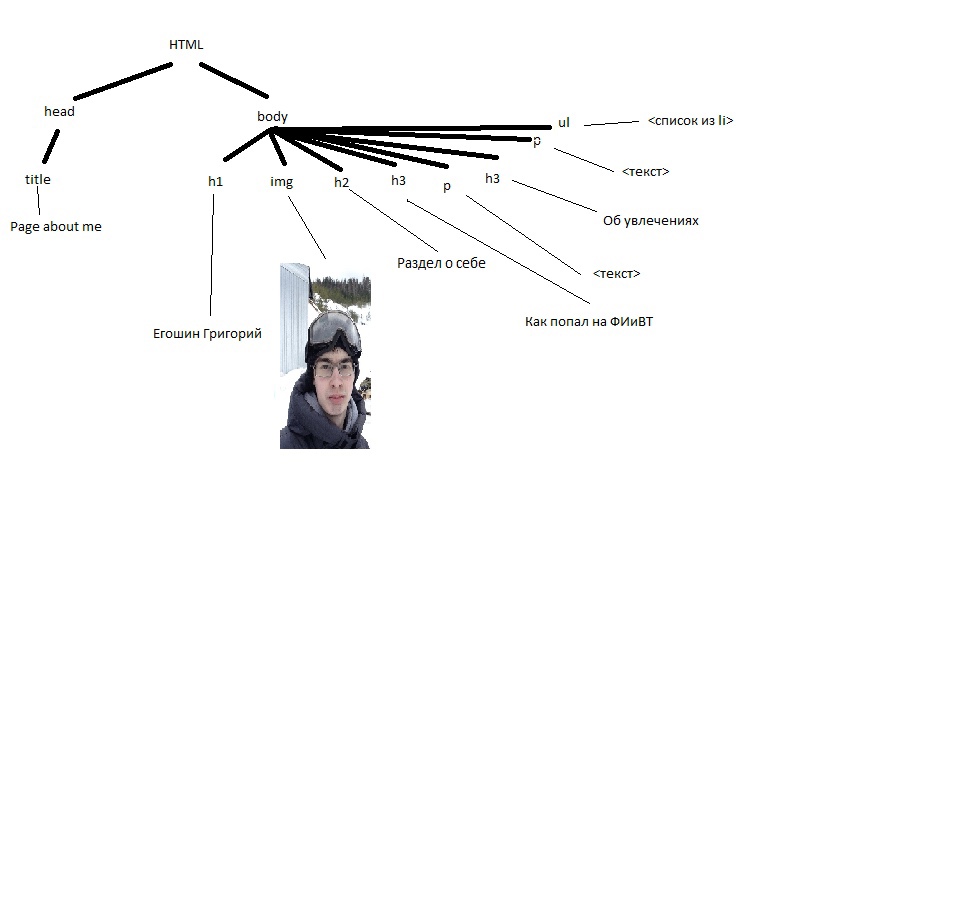 HTML
head
body
ul
<список из li>
p
<текст>
title
h1
img
h2
h3
p
h3
Page about me
Об увлечениях
Раздел о себе
<текст>
Егошин Григорий
Как попал на ФИиВТ